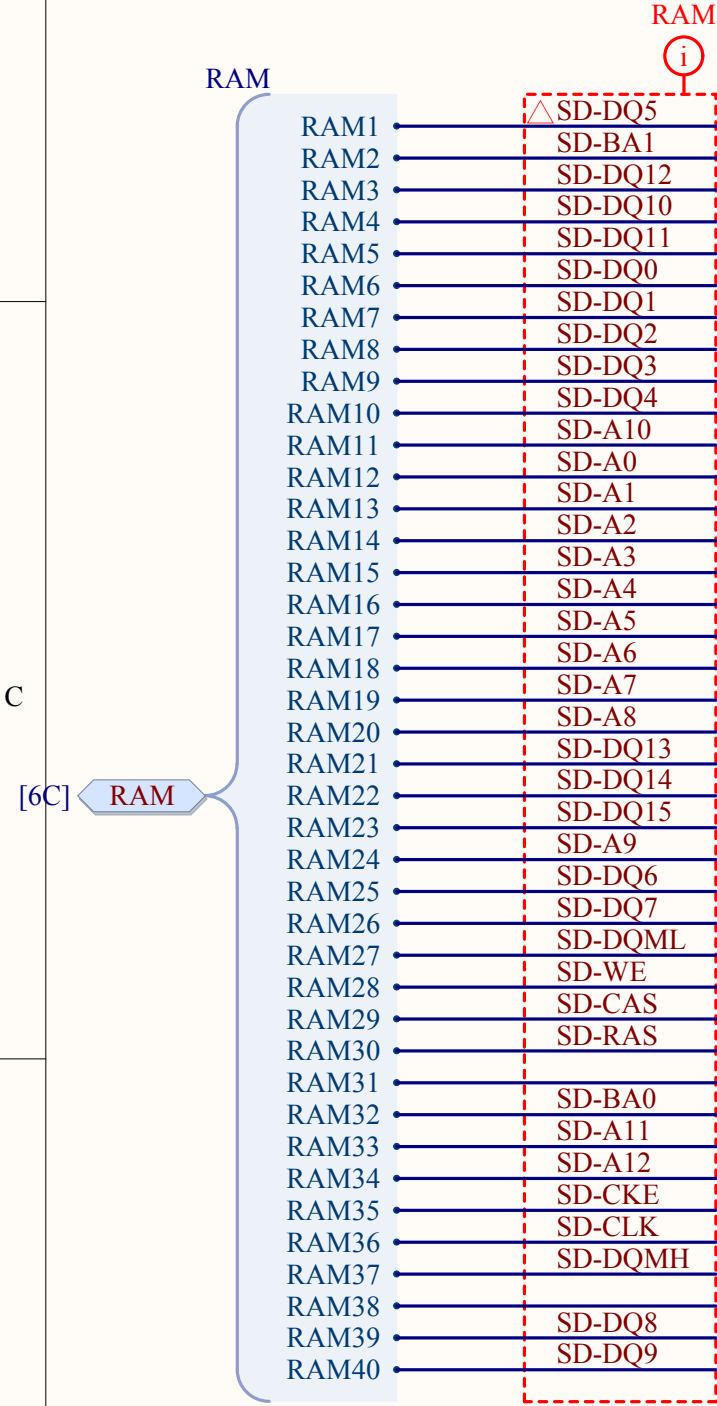 RAM
i
RAM
RAM1 SD-DQ5
RAM2 SD-BA1
RAM3 SD-DQ12
RAM4 SD-DQ10
RAM5 SD-DQ11
RAM6 SD-DQ0
RAM7 SD-DQ1
RAM8 SD-DQ2
RAM9 SD-DQ3
RAM10 SD-DQ4
RAM11 SD-A10
RAM12 SD-A0
RAM13 SD-A1
RAM14 SD-A2
RAM15 SD-A3
RAM16 SD-A4
RAM17 SD-A5
RAM18 SD-A6
RAM19 SD-A7
RAM20 SD-A8
RAM21 SD-DQ13
RAM22 SD-DQ14
RAM23 SD-DQ15
RAM24 SD-A9
RAM25 SD-DQ6
RAM26 SD-DQ7
RAM27 SD-DQML
RAM28 SD-WE
RAM29 SD-CAS
RAM30 SD-RAS
RAM31
RAM32 SD-BA0
RAM33 SD-A11
RAM34 SD-A12
RAM35 SD-CKE
RAM36 SD-CLK
RAM37 SD-DQMH
RAM38
RAM39 SD-DQ8
RAM40 SD-DQ9
C
[6C] RAM